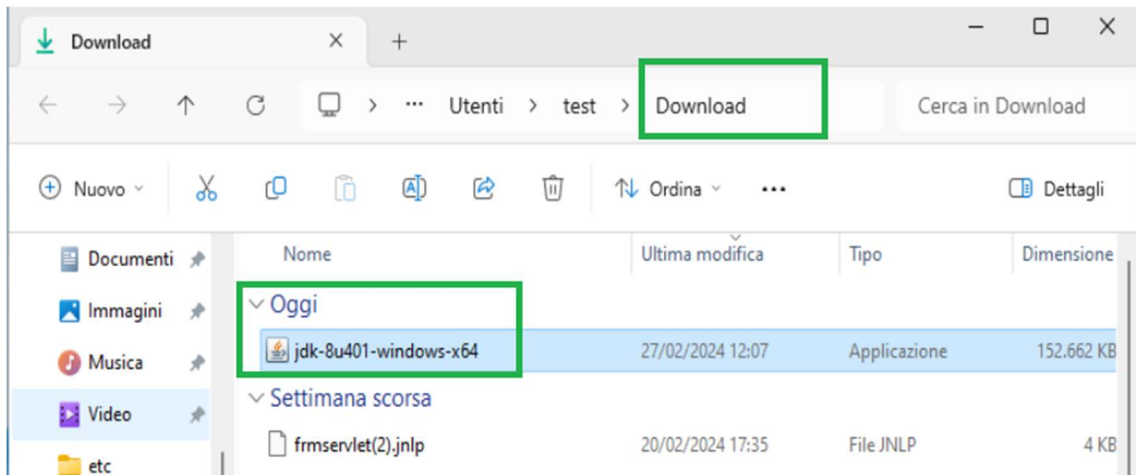 Download
Utenti > test > Download
Cerca in Download
Nuovo
Ordina
Dettagli
Documenti
Immagini
Musica
Video
etc
Nome Ultima modifica Tipo Dimensione
Oggi
jdk-8u401-windows-x64 27/02/2024 12:07 Applicazione 152.662 KB
Settimana scorsa
frmservlet(2).jnlp 20/02/2024 17:35 File JNLP 4 KB